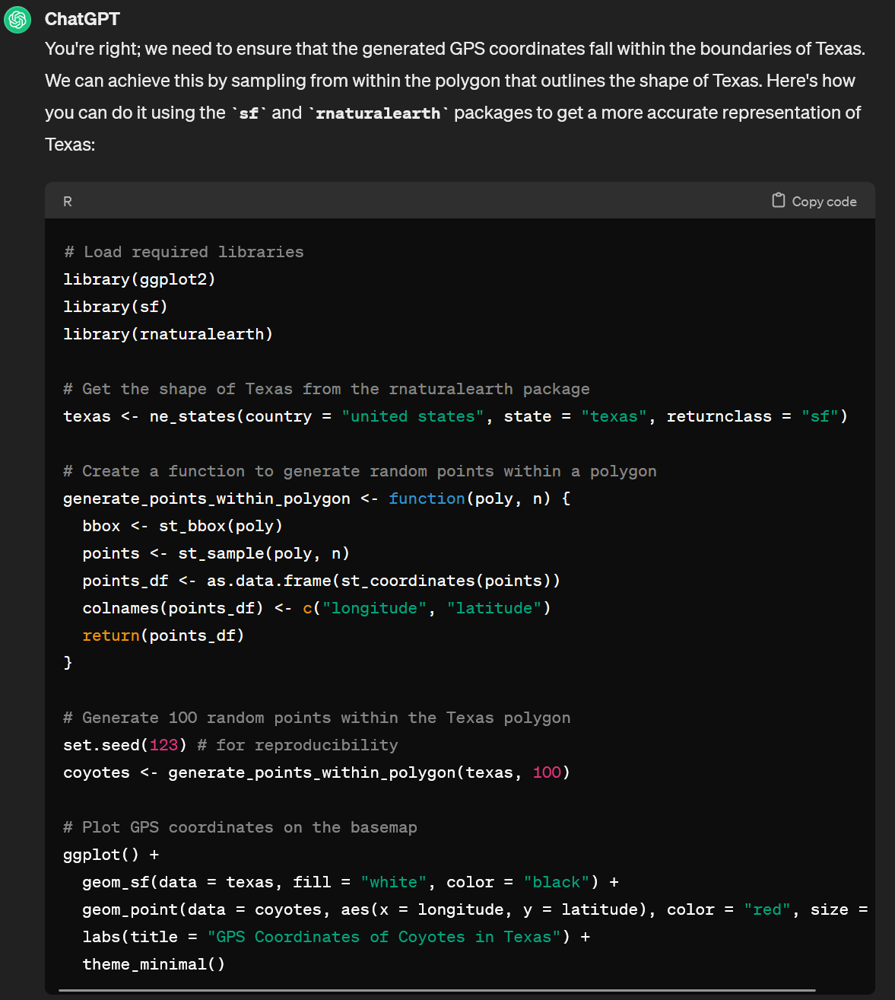 ChatGPT
You're right; we need to ensure that the generated GPS coordinates fall within the boundaries of Texas.
We can achieve this by sampling from within the polygon that outlines the shape of Texas. Here's how
you can do it using the `sf` and `rnaturalearth` packages to get a more accurate representation of
Texas:
R Copy code
# Load required libraries
library(ggplot2)
library(sf)
library(rnaturalearth)
# Get the shape of Texas from the rnaturalearth package
texas <- ne_states(country = "united states", state = "texas", returnclass = "sf")
# Create a function to generate random points within a polygon
generate_points_within_polygon <- function(poly, n) {
  bbox <- st_bbox(poly)
  points <- st_sample(poly, n)
  points_df <- as.data.frame(st_coordinates(points))
  colnames(points_df) <- c("longitude", "latitude")
  return(points_df)
}
# Generate 100 random points within the Texas polygon
set.seed(123) # for reproducibility
coyotes <- generate_points_within_polygon(texas, 100)
# Plot GPS coordinates on the basemap
ggplot() +
  geom_sf(data = texas, fill = "white", color = "black") +
  geom_point(data = coyotes, aes(x = longitude, y = latitude), color = "red", size =
  labs(title = "GPS Coordinates of Coyotes in Texas") +
  theme_minimal()